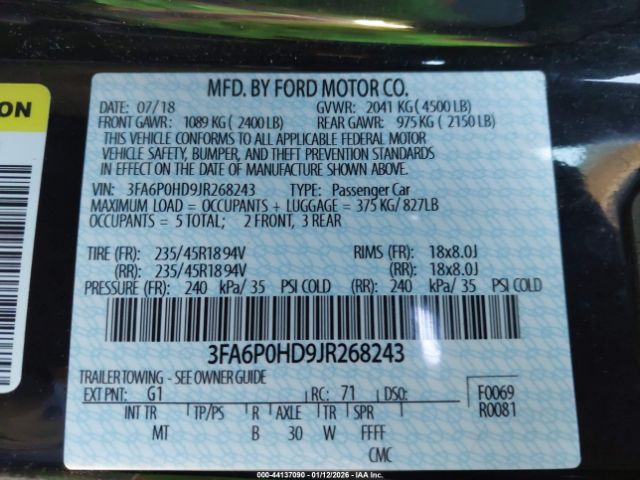 ON
MFD. BY FORD MOTOR CO.
DATE: 07/18 GVWR: 2041 KG ( 4500 LB)
FRONT GAWR: 1089 KG ( 2400 LB) REAR GAWR: 975 KG ( 2150 LB)
THIS VEHICLE CONFORMS TO ALL APPLICABLE FEDERAL MOTOR
VEHICLE SAFETY, BUMPER, AND THEFT PREVENTION STANDARDS
IN EFFECT ON THE DATE OF MANUFACTURE SHOWN ABOVE.
VIN: 3FA6P0HD9JR268243 TYPE: Passenger Car
MAXIMUM LOAD = OCCUPANTS + LUGGAGE = 375 KG/ 827LB
OCCUPANTS = 5 TOTAL; 2 FRONT, 3 REAR
TIRE (FR): 235/45R18 94V RIMS (FR): 18x8.0J
(RR): 235/45R18 94V (RR): 18x8.0J
PRESSURE (FR): 240 kPa/ 35 PSI COLD (RR): 240 kPa/ 35 PSI COLD
3FA6P0HD9JR268243
TRAILER TOWING - SEE OWNER GUIDE
EXT PNT: G1 RC: 71 DSO: F0069
INT TR TP/PS R AXLE TR SPR R0081
MT B 30 W FFFF
CMC
000-44137090 - 01/12/2026 - IAA Inc.